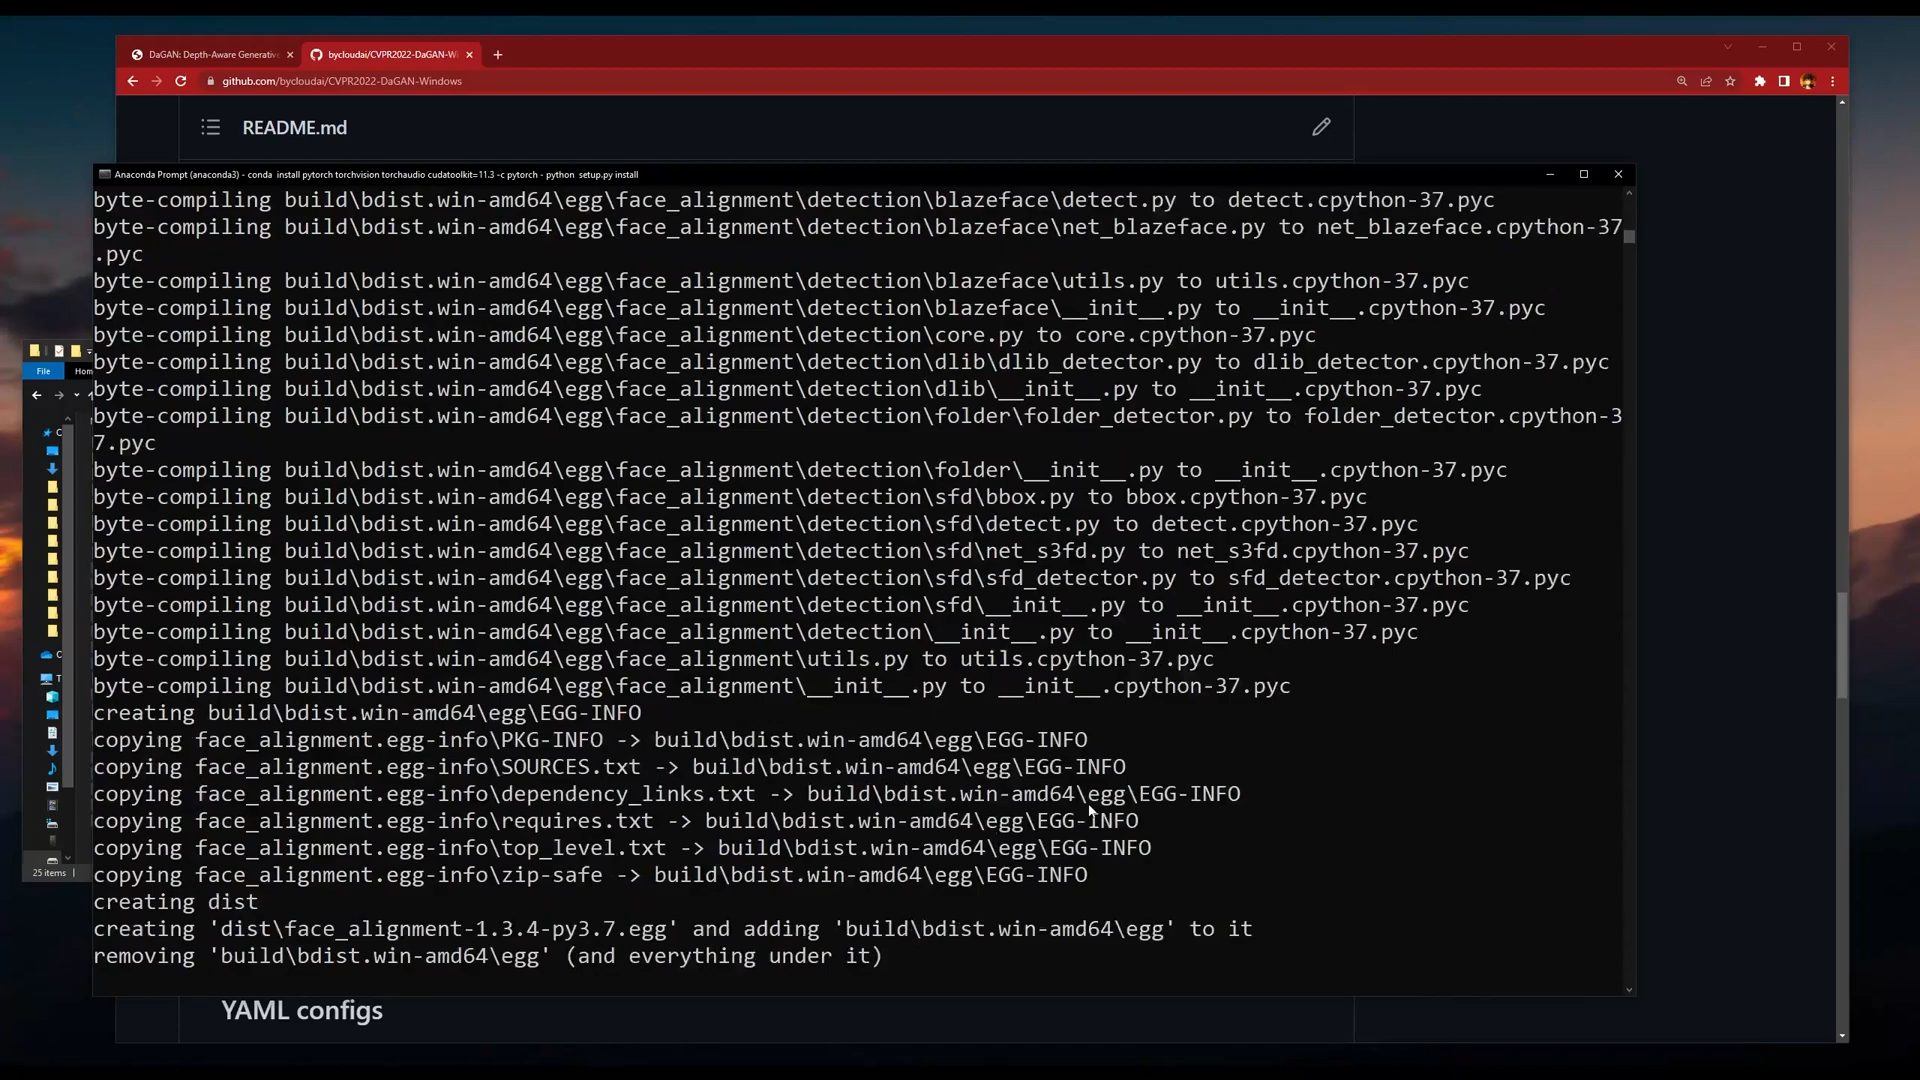 DaGAN: Depth-Aware Generativ
bycloudai/CVPR2022-DaGAN-Wi
github.com/bycloudai/CVPR2022-DaGAN-Windows
README.md
Anaconda Prompt (anaconda3) - conda  install pytorch torchvision torchaudio cudatoolkit=11.3 -c pytorch - python  setup.py install
byte-compiling build\bdist.win-amd64\egg\face_alignment\detection\blazeface\detect.py to detect.cpython-37.pyc
byte-compiling build\bdist.win-amd64\egg\face_alignment\detection\blazeface\net_blazeface.py to net_blazeface.cpython-37
.pyc
byte-compiling build\bdist.win-amd64\egg\face_alignment\detection\blazeface\utils.py to utils.cpython-37.pyc
byte-compiling build\bdist.win-amd64\egg\face_alignment\detection\blazeface\__init__.py to __init__.cpython-37.pyc
byte-compiling build\bdist.win-amd64\egg\face_alignment\detection\core.py to core.cpython-37.pyc
byte-compiling build\bdist.win-amd64\egg\face_alignment\detection\dlib\dlib_detector.py to dlib_detector.cpython-37.pyc
byte-compiling build\bdist.win-amd64\egg\face_alignment\detection\dlib\__init__.py to __init__.cpython-37.pyc
byte-compiling build\bdist.win-amd64\egg\face_alignment\detection\folder\folder_detector.py to folder_detector.cpython-3
7.pyc
byte-compiling build\bdist.win-amd64\egg\face_alignment\detection\folder\__init__.py to __init__.cpython-37.pyc
byte-compiling build\bdist.win-amd64\egg\face_alignment\detection\sfd\bbox.py to bbox.cpython-37.pyc
byte-compiling build\bdist.win-amd64\egg\face_alignment\detection\sfd\detect.py to detect.cpython-37.pyc
byte-compiling build\bdist.win-amd64\egg\face_alignment\detection\sfd\net_s3fd.py to net_s3fd.cpython-37.pyc
byte-compiling build\bdist.win-amd64\egg\face_alignment\detection\sfd\sfd_detector.py to sfd_detector.cpython-37.pyc
byte-compiling build\bdist.win-amd64\egg\face_alignment\detection\sfd\__init__.py to __init__.cpython-37.pyc
byte-compiling build\bdist.win-amd64\egg\face_alignment\detection\__init__.py to __init__.cpython-37.pyc
byte-compiling build\bdist.win-amd64\egg\face_alignment\utils.py to utils.cpython-37.pyc
byte-compiling build\bdist.win-amd64\egg\face_alignment\__init__.py to __init__.cpython-37.pyc
creating build\bdist.win-amd64\egg\EGG-INFO
copying face_alignment.egg-info\PKG-INFO -> build\bdist.win-amd64\egg\EGG-INFO
copying face_alignment.egg-info\SOURCES.txt -> build\bdist.win-amd64\egg\EGG-INFO
copying face_alignment.egg-info\dependency_links.txt -> build\bdist.win-amd64\egg\EGG-INFO
copying face_alignment.egg-info\requires.txt -> build\bdist.win-amd64\egg\EGG-INFO
copying face_alignment.egg-info\top_level.txt -> build\bdist.win-amd64\egg\EGG-INFO
copying face_alignment.egg-info\zip-safe -> build\bdist.win-amd64\egg\EGG-INFO
creating dist
creating 'dist\face_alignment-1.3.4-py3.7.egg' and adding 'build\bdist.win-amd64\egg' to it
removing 'build\bdist.win-amd64\egg' (and everything under it)
File Hom
25 items
YAML configs